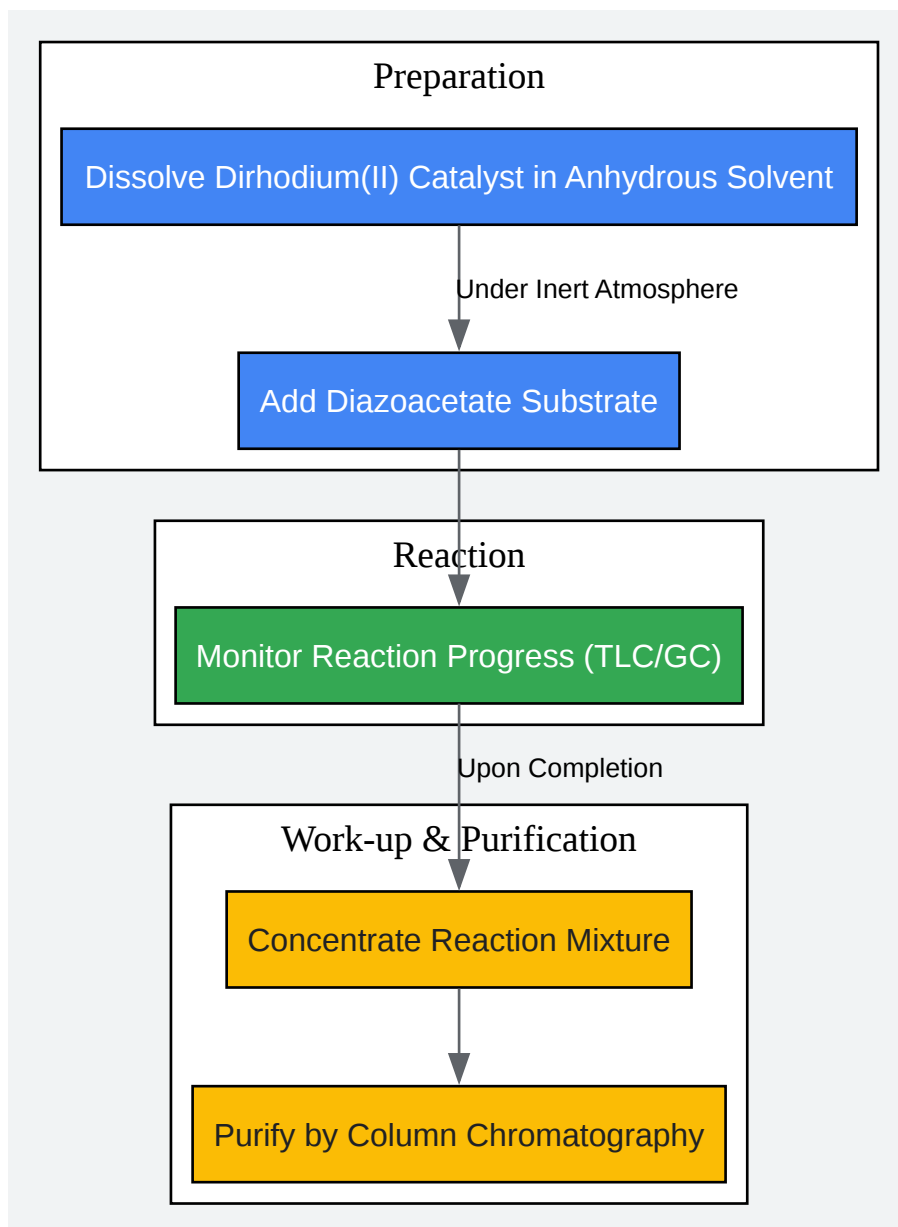 Preparation
Dissolve Dirhodium(II) Catalyst in Anhydrous Solvent
Under Inert Atmosphere
Add Diazoacetate Substrate
Reaction
Monitor Reaction Progress (TLC/GC)
Upon Completion
Work-up & Purification
Concentrate Reaction Mixture
Purify by Column Chromatography